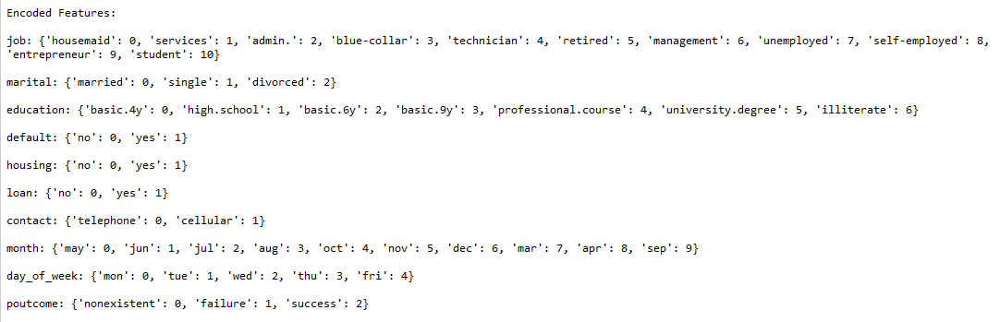 Encoded Features:
job: {'housemaid': 0, 'services': 1, 'admin.': 2, 'blue-collar': 3, 'technician': 4, 'retired': 5, 'management': 6, 'unemployed': 7, 'self-employed': 8,
'entrepreneur': 9, 'student': 10}
marital: {'married': 0, 'single': 1, 'divorced': 2}
education: {'basic.4y': 0, 'high.school': 1, 'basic.6y': 2, 'basic.9y': 3, 'professional.course': 4, 'university.degree': 5, 'illiterate': 6}
default: {'no': 0, 'yes': 1}
housing: {'no': 0, 'yes': 1}
loan: {'no': 0, 'yes': 1}
contact: {'telephone': 0, 'cellular': 1}
month: {'may': 0, 'jun': 1, 'jul': 2, 'aug': 3, 'oct': 4, 'nov': 5, 'dec': 6, 'mar': 7, 'apr': 8, 'sep': 9}
day_of_week: {'mon': 0, 'tue': 1, 'wed': 2, 'thu': 3, 'fri': 4}
poutcome: {'nonexistent': 0, 'failure': 1, 'success': 2}